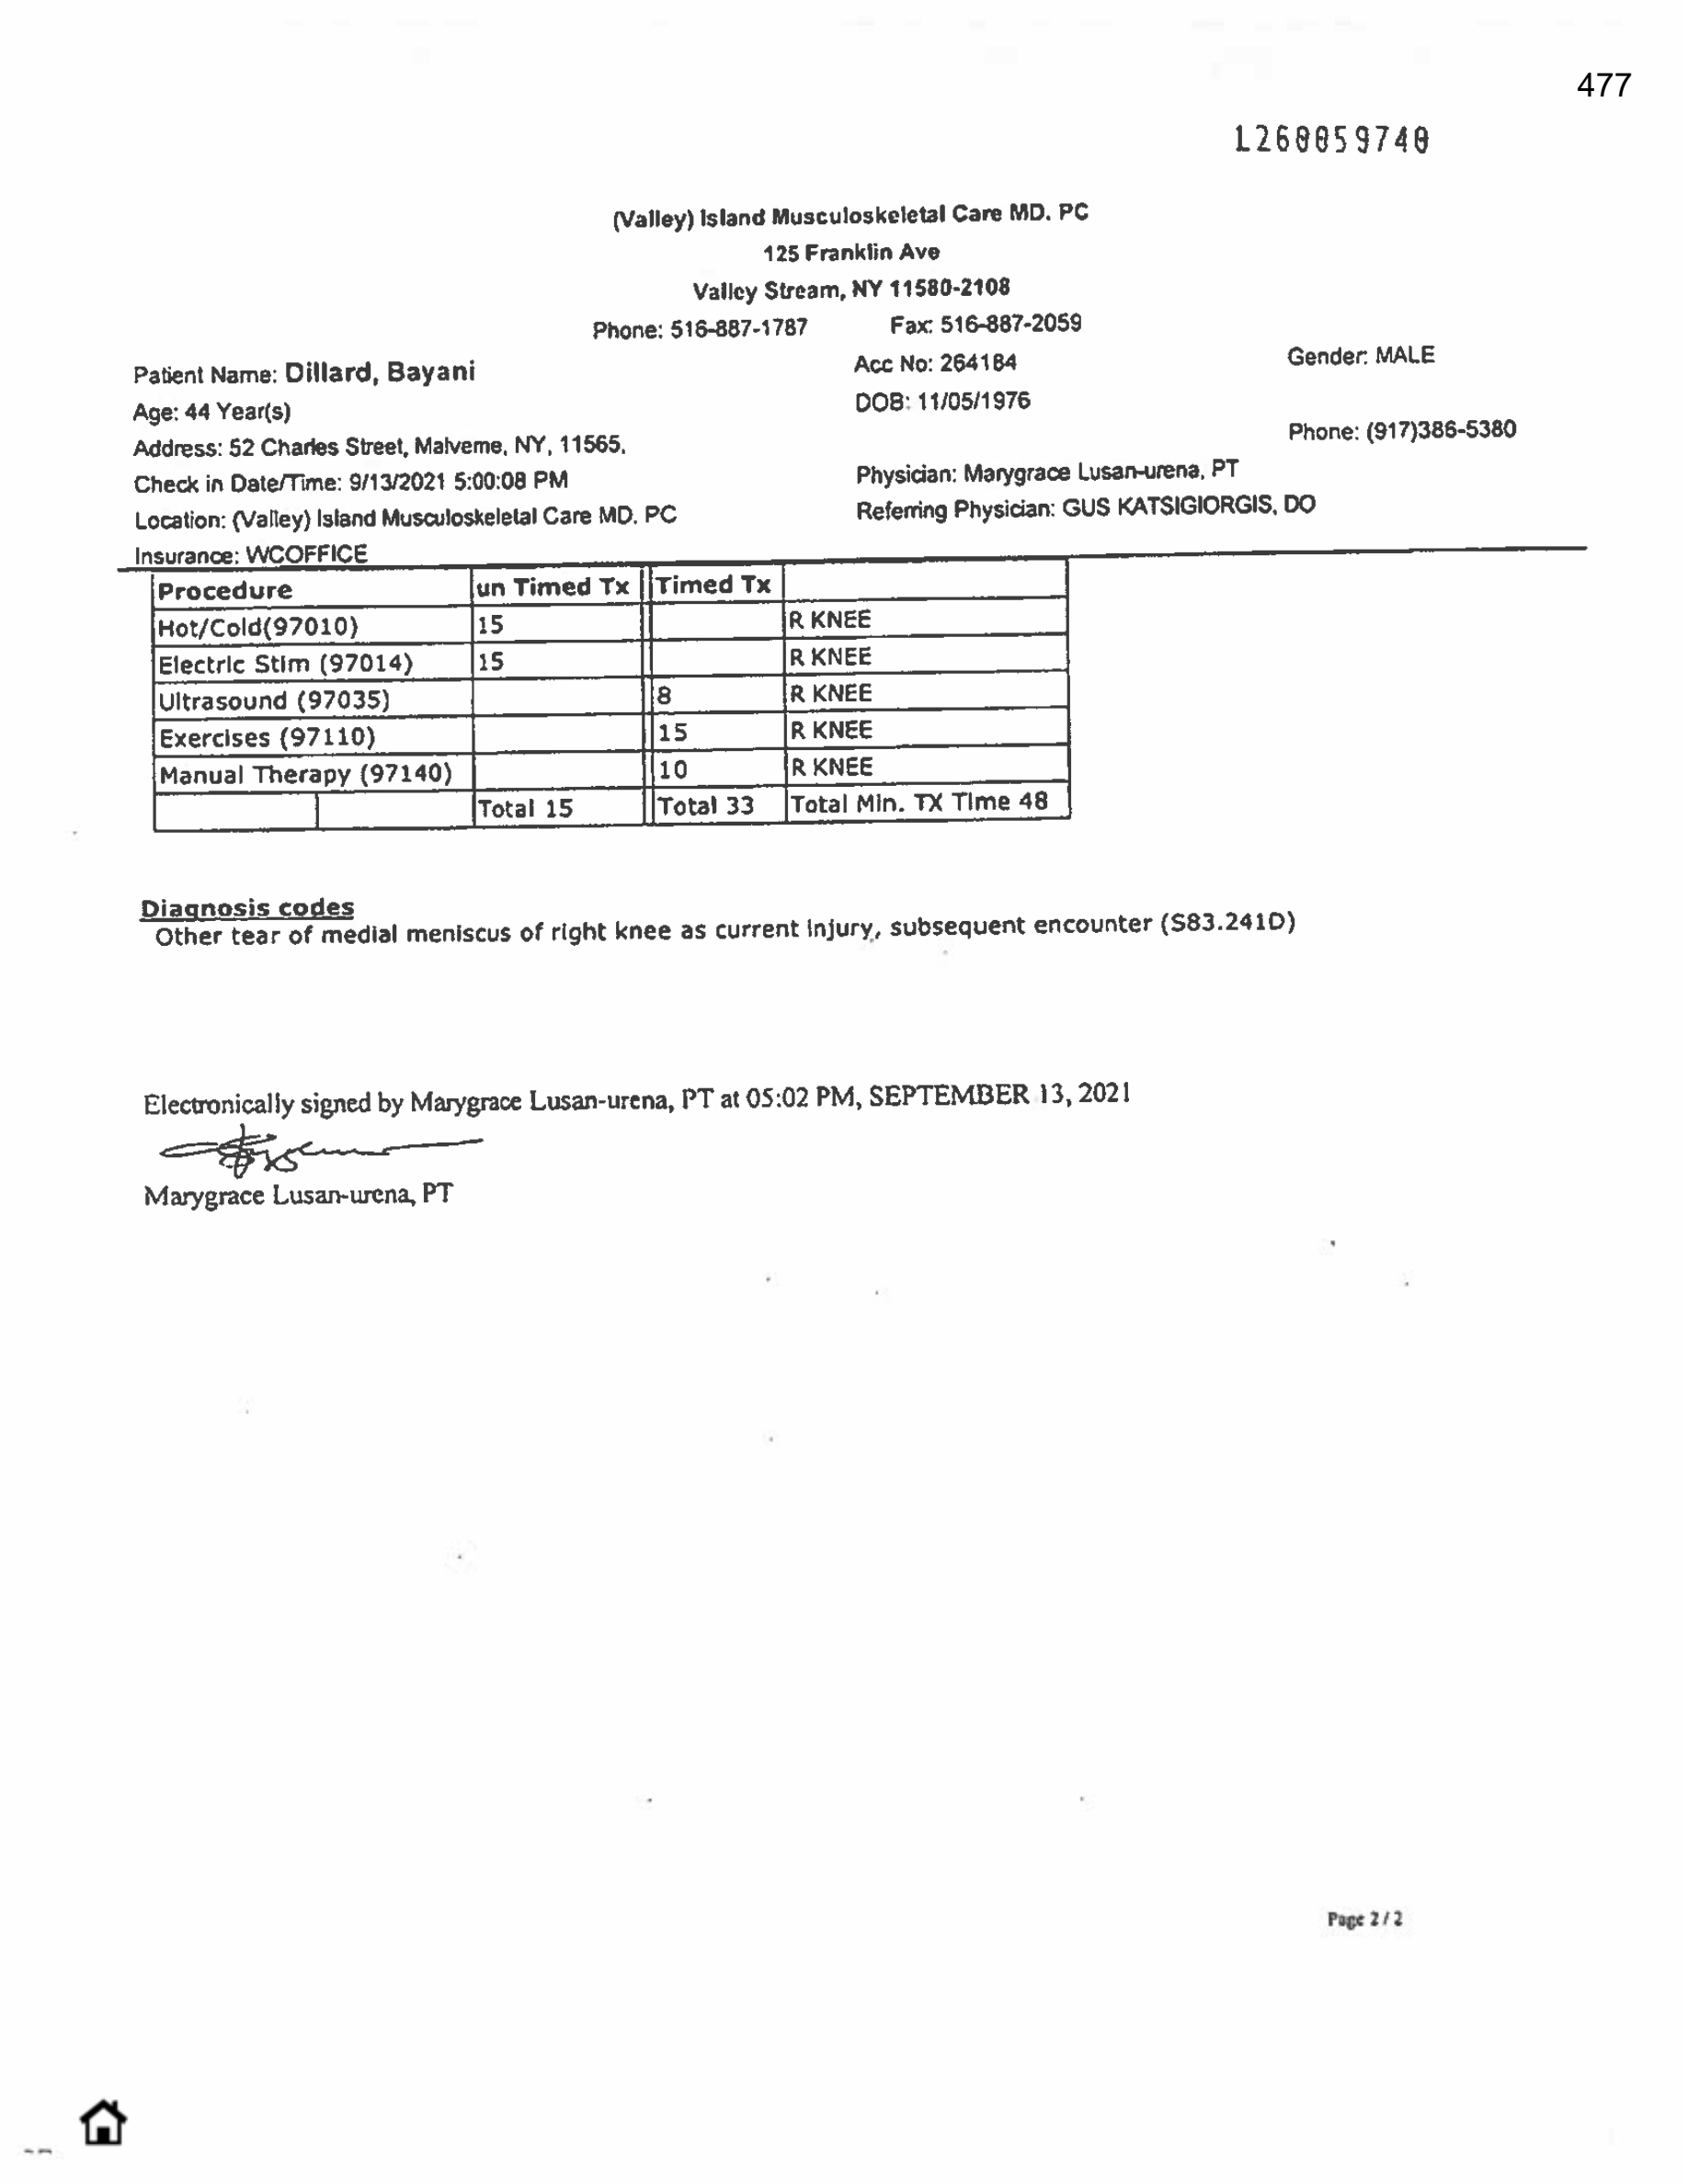 477
1260059740
(Valley) Island Musculoskeletal Care MD. PC
125 Franklin Ave
Valley Stream, NY 11580-2108
Phone: 516-887-1787 Fax: 516-887-2059
Patient Name: Dillard, Bayani Acc No: 264184 Gender: MALE
Age: 44 Year(s) DOB: 11/05/1976
Address: 52 Charles Street, Malverne, NY, 11565, Phone: (917)386-5380
Check in Date/Time: 9/13/2021 5:00:08 PM Physician: Marygrace Lusan-urena, PT
Location: (Valley) Island Musculoskeletal Care MD. PC Referring Physician: GUS KATSIGIORGIS, DO
Insurance: WCOFFICE
Procedure un Timed Tx Timed Tx
Hot/Cold(97010) 15 R KNEE
Electric Stim (97014) 15 R KNEE
Ultrasound (97035) 8 R KNEE
Exercises (97110) 15 R KNEE
Manual Therapy (97140) 10 R KNEE
Total 15 Total 33 Total Min. TX Time 48
Diagnosis codes
Other tear of medial meniscus of right knee as current injury, subsequent encounter (S83.241D)
Electronically signed by Marygrace Lusan-urena, PT at 05:02 PM, SEPTEMBER 13, 2021
Marygrace Lusan-urena, PT
Page 2 / 2